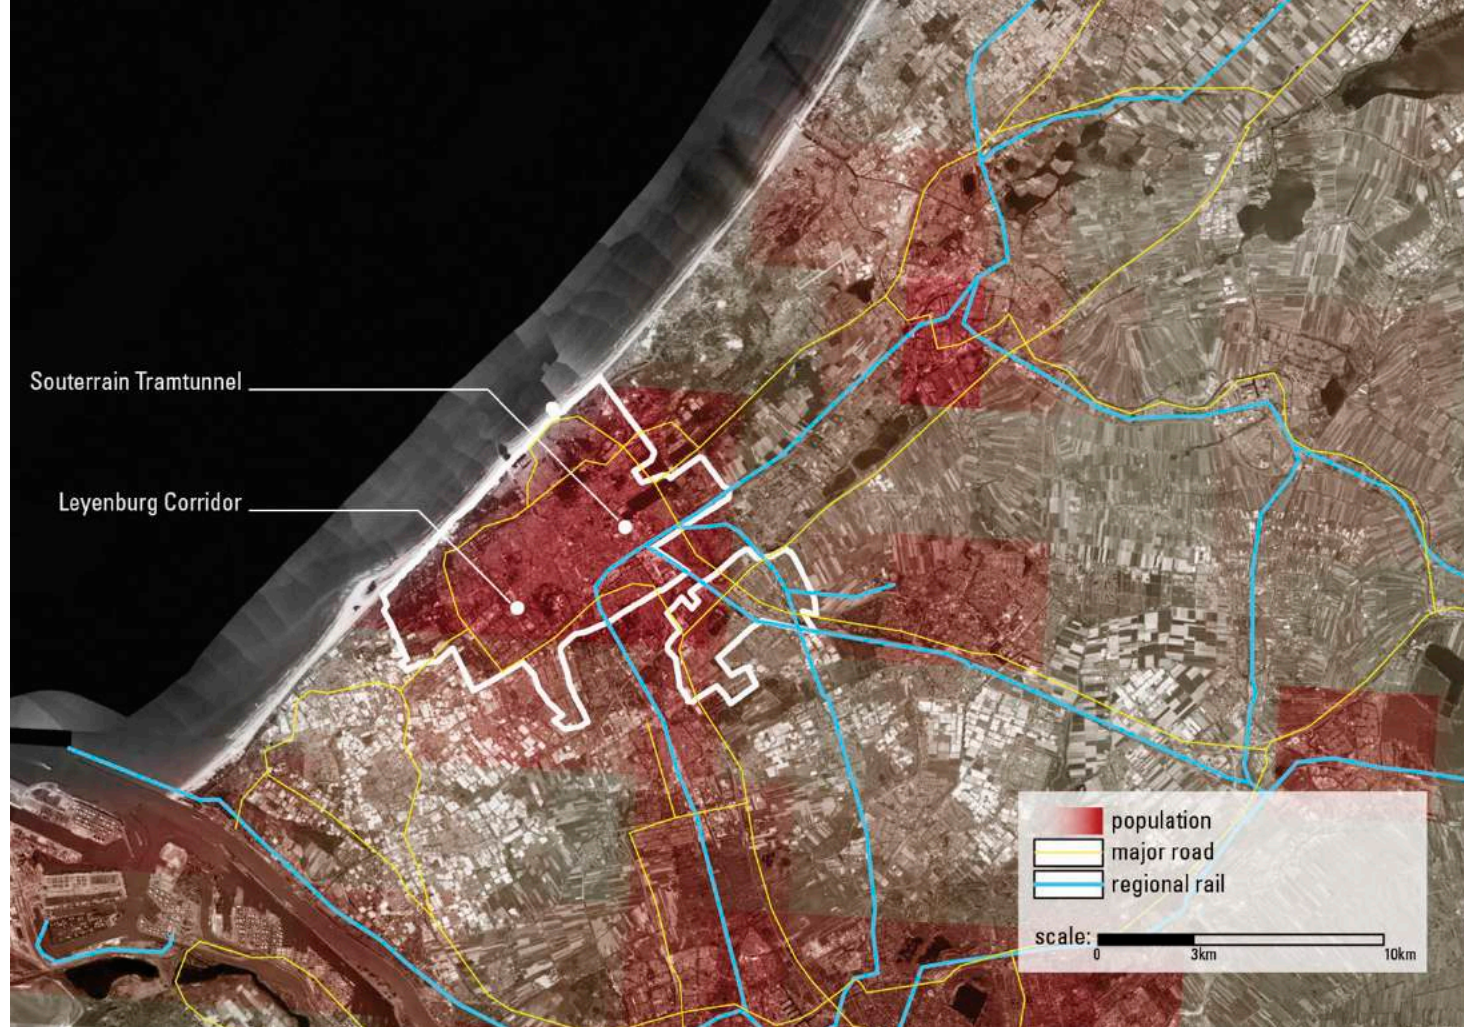 Souterrain Tramtunnel
Leyenburg Corridor
population
major road
regional rail
scale:
0 3km 10km